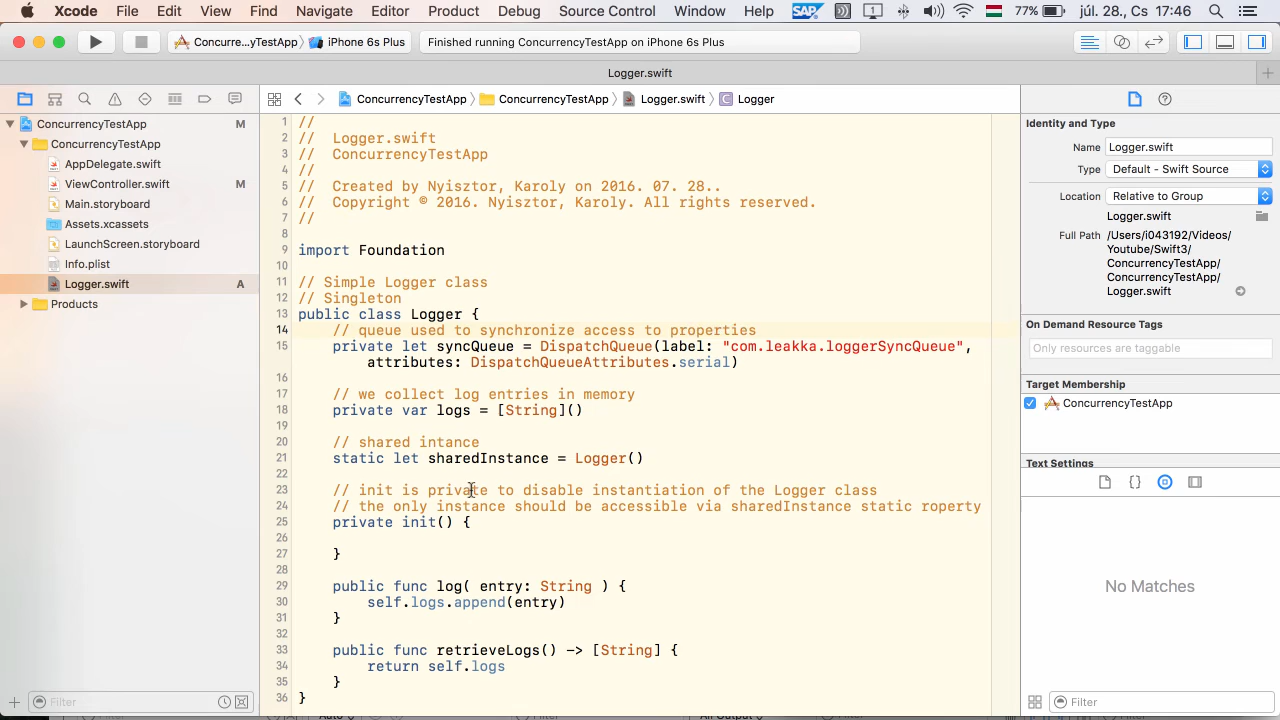 Xcode File Edit View Find Navigate Editor Product Debug Source Control Window Help SAP 1 77% júl. 28., Cs 17:46
Concurre...yTestApp iPhone 6s Plus Finished running ConcurrencyTestApp on iPhone 6s Plus
Logger.swift
ConcurrencyTestApp ConcurrencyTestApp Logger.swift C Logger
ConcurrencyTestApp M
ConcurrencyTestApp
AppDelegate.swift
ViewController.swift M
Main.storyboard
Assets.xcassets
LaunchScreen.storyboard
Info.plist
Logger.swift A
Products
Filter
1 //
2 // Logger.swift
3 // ConcurrencyTestApp
4 //
5 // Created by Nyisztor, Karoly on 2016. 07. 28..
6 // Copyright © 2016. Nyisztor, Karoly. All rights reserved.
7 //
8
9 import Foundation
10
11 // Simple Logger class
12 // Singleton
13 public class Logger {
14 // queue used to synchronize access to properties
15 private let syncQueue = DispatchQueue(label: "com.leakka.loggerSyncQueue",
attributes: DispatchQueueAttributes.serial)
16
17 // we collect log entries in memory
18 private var logs = [String]()
19
20 // shared intance
21 static let sharedInstance = Logger()
22
23 // init is private to disable instantiation of the Logger class
24 // the only instance should be accessible via sharedInstance static roperty
25 private init() {
26
27 }
28
29 public func log( entry: String ) {
30 self.logs.append(entry)
31 }
32
33 public func retrieveLogs() -> [String] {
34 return self.logs
35 }
36 }
Identity and Type
Name Logger.swift
Type Default - Swift Source
Location Relative to Group
Logger.swift
Full Path /Users/i043192/Videos/
Youtube/Swift3/
ConcurrencyTestApp/
ConcurrencyTestApp/
Logger.swift
On Demand Resource Tags
Only resources are taggable
Target Membership
ConcurrencyTestApp
Text Settings
{}
No Matches
Filter